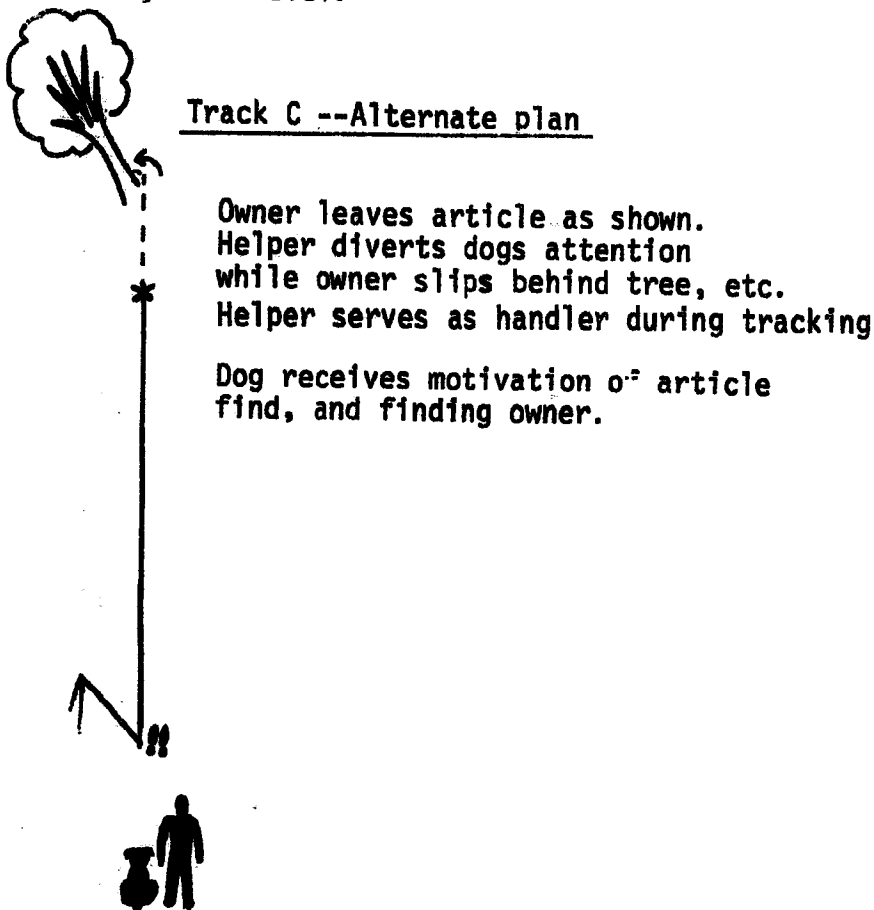 Track C --Alternate plan
Owner leaves article as shown.
Helper diverts dogs attention
while owner slips behind tree, etc.
Helper serves as handler during tracking
Dog receives motivation of article
find, and finding owner.